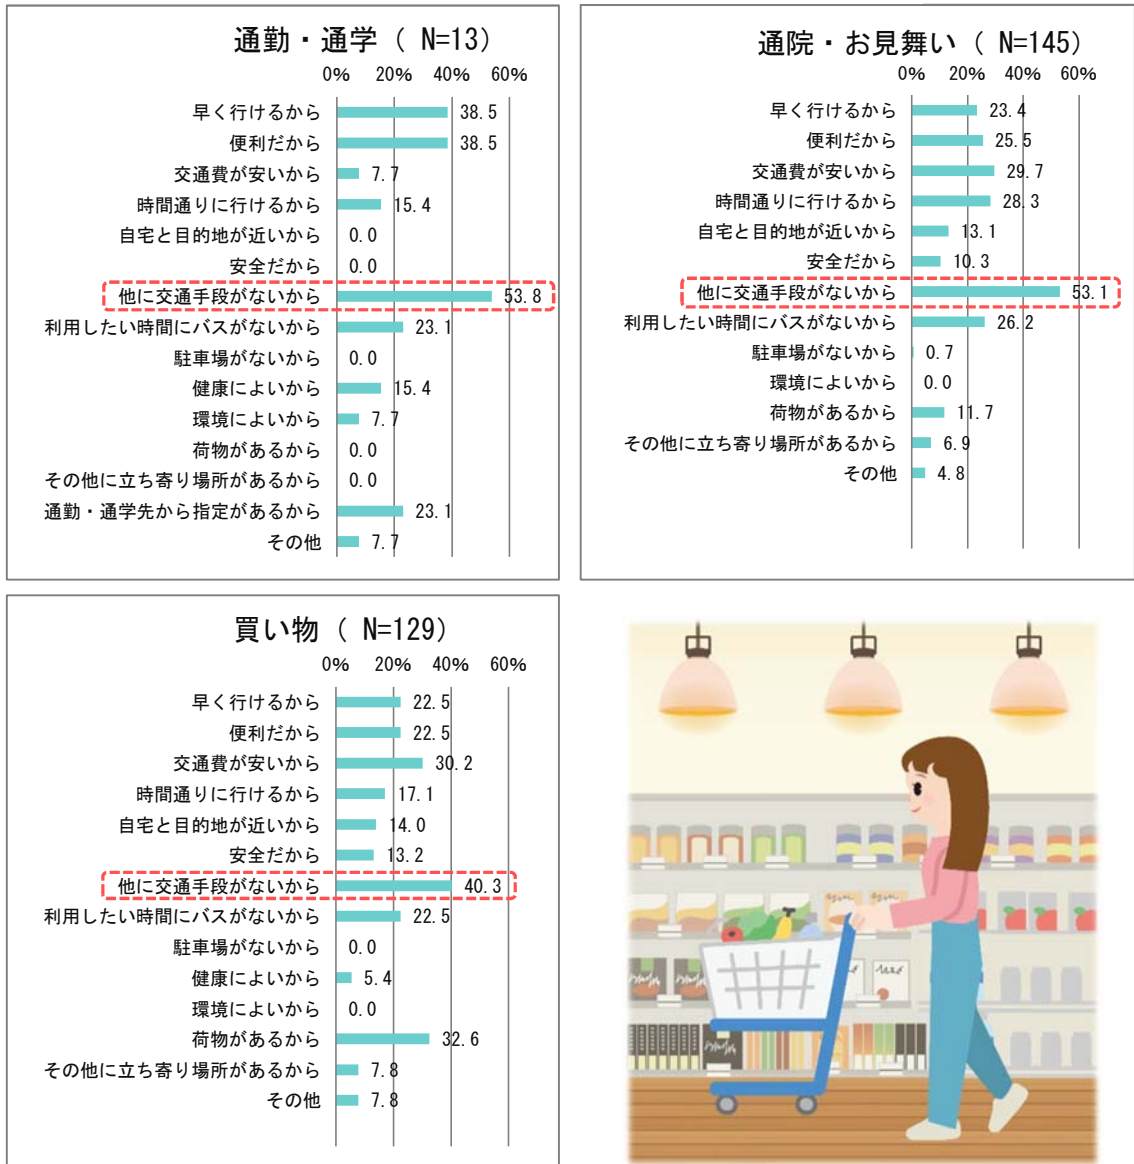 通勤・通学 ( N=13)
0% 20% 40% 60%
早く行けるから 38.5
便利だから 38.5
交通費が安いから 7.7
時間通りに行けるから 15.4
自宅と目的地が近いから 0.0
安全だから 0.0
他に交通手段がないから 53.8
利用したい時間にバスがないから 23.1
駐車場がないから 0.0
健康によいから 15.4
環境によいから 7.7
荷物があるから 0.0
その他に立ち寄り場所があるから 0.0
通勤・通学先から指定があるから 23.1
その他 7.7
通院・お見舞い ( N=145)
0% 20% 40% 60%
早く行けるから 23.4
便利だから 25.5
交通費が安いから 29.7
時間通りに行けるから 28.3
自宅と目的地が近いから 13.1
安全だから 10.3
他に交通手段がないから 53.1
利用したい時間にバスがないから 26.2
駐車場がないから 0.7
環境によいから 0.0
荷物があるから 11.7
その他に立ち寄り場所があるから 6.9
その他 4.8
買い物 ( N=129)
0% 20% 40% 60%
早く行けるから 22.5
便利だから 22.5
交通費が安いから 30.2
時間通りに行けるから 17.1
自宅と目的地が近いから 14.0
安全だから 13.2
他に交通手段がないから 40.3
利用したい時間にバスがないから 22.5
駐車場がないから 0.0
健康によいから 5.4
環境によいから 0.0
荷物があるから 32.6
その他に立ち寄り場所があるから 7.8
その他 7.8